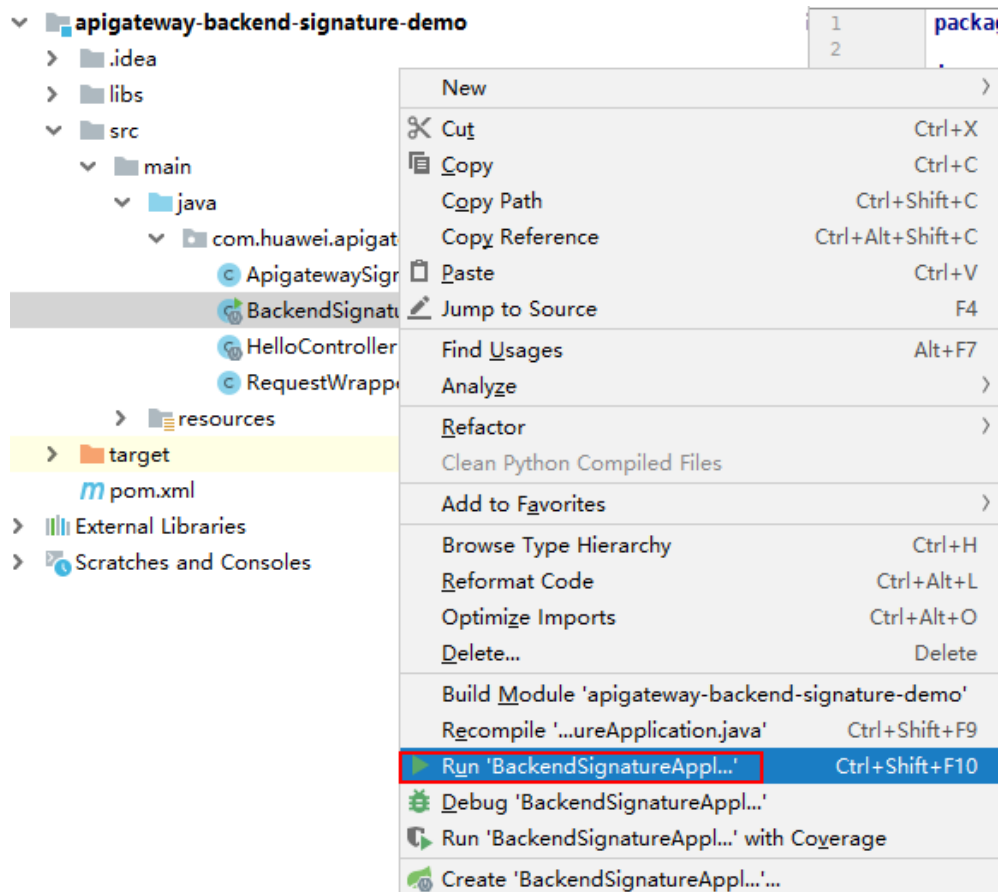 apigateway-backend-signature-demo
.idea
libs
src
main
java
com.huawei.apigat
ApigatewaySigr
BackendSignatu
HelloController
RequestWrappe
resources
target
pom.xml
External Libraries
Scratches and Consoles
1 packag
2
New
Cut Ctrl+X
Copy Ctrl+C
Copy Path Ctrl+Shift+C
Copy Reference Ctrl+Alt+Shift+C
Paste Ctrl+V
Jump to Source F4
Find Usages Alt+F7
Analyze
Refactor
Clean Python Compiled Files
Add to Favorites
Browse Type Hierarchy Ctrl+H
Reformat Code Ctrl+Alt+L
Optimize Imports Ctrl+Alt+O
Delete... Delete
Build Module 'apigateway-backend-signature-demo'
Recompile '...ureApplication.java' Ctrl+Shift+F9
Run 'BackendSignatureAppl...' Ctrl+Shift+F10
Debug 'BackendSignatureAppl...'
Run 'BackendSignatureAppl...' with Coverage
Create 'BackendSignatureAppl...'...